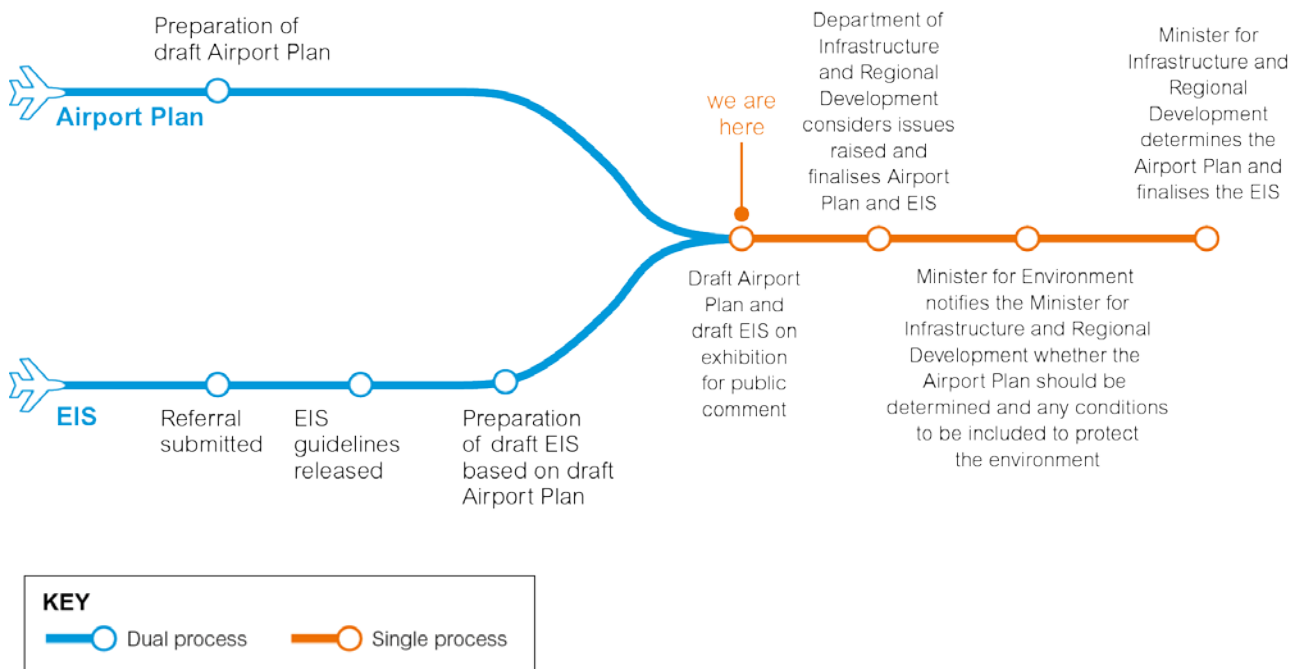 Preparation of
draft Airport Plan
Airport Plan
EIS
Referral
submitted
EIS
guidelines
released
Preparation
of draft EIS
based on draft
Airport Plan
we are
here
Draft Airport
Plan and
draft EIS on
exhibition
for public
comment
Department of
Infrastructure
and Regional
Development
considers issues
raised and
finalises Airport
Plan and EIS
Minister for Environment
notifies the Minister for
Infrastructure and Regional
Development whether the
Airport Plan should be
determined and any conditions
to be included to protect
the environment
Minister for
Infrastructure and
Regional
Development
determines the
Airport Plan and
finalises the EIS
KEY
Dual process
Single process